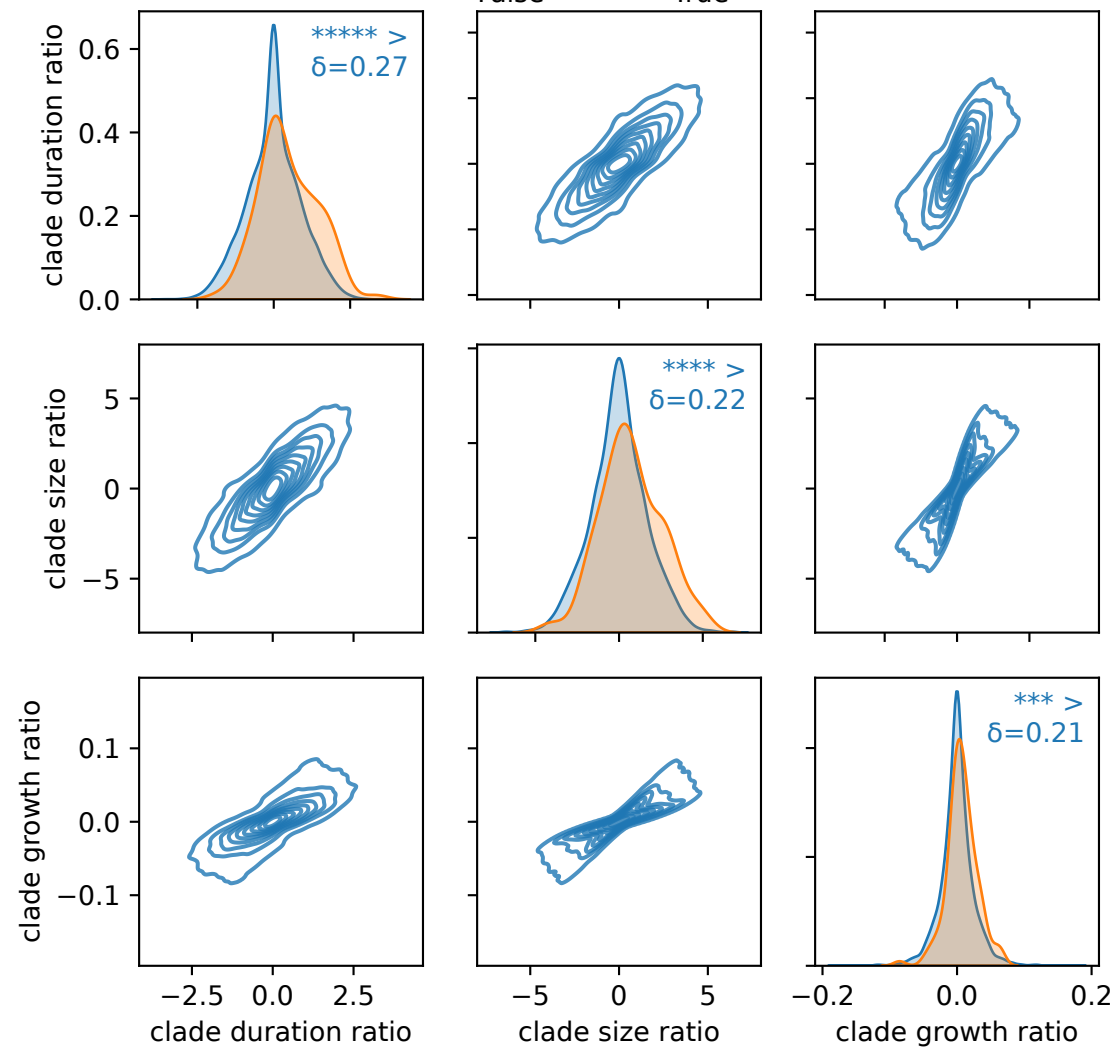 clade duration ratio
0.6
0.4
0.2
0.0
***** >
δ=0.27
clade size ratio
5
0
−5
**** >
δ=0.22
clade growth ratio
0.1
0.0
−0.1
*** >
δ=0.21
−2.5 0.0 2.5
−5 0 5
−0.2 0.0 0.2
clade duration ratio
clade size ratio
clade growth ratio